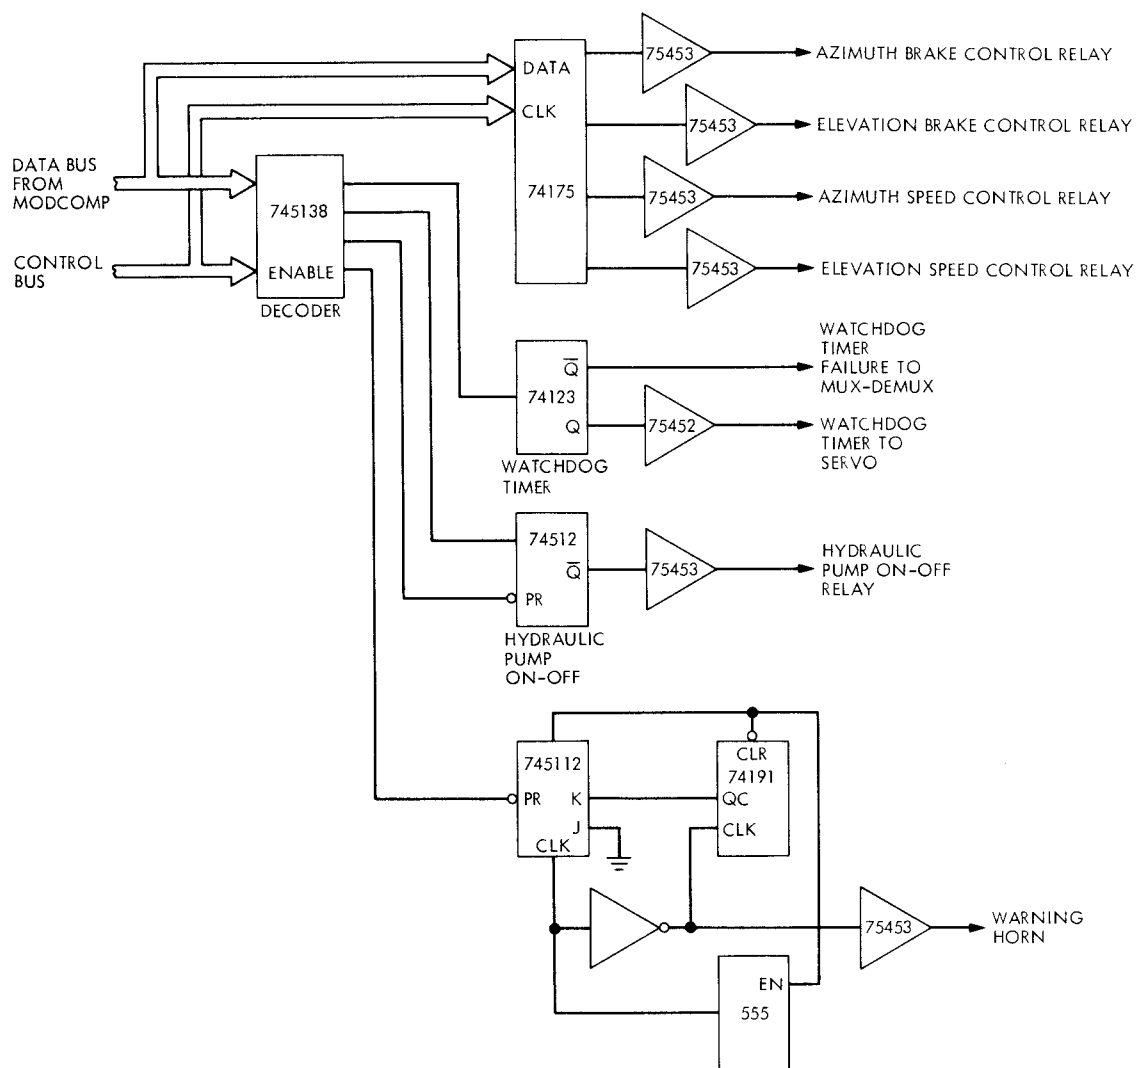 DATA BUS
FROM
MODCOMP
CONTROL
BUS
745138
ENABLE
DECODER
DATA
CLK
74175
75453
AZIMUTH BRAKE CONTROL RELAY
75453
ELEVATION BRAKE CONTROL RELAY
75453
AZIMUTH SPEED CONTROL RELAY
75453
ELEVATION SPEED CONTROL RELAY
Q
74123
Q
WATCHDOG
TIMER
WATCHDOG
TIMER
FAILURE TO
MUX-DEMUX
75452
WATCHDOG
TIMER TO
SERVO
74512
Q
PR
HYDRAULIC
PUMP
ON-OFF
75453
HYDRAULIC
PUMP ON-OFF
RELAY
745112
PR
K
J
CLK
CLR
74191
QC
CLK
75453
WARNING
HORN
EN
555